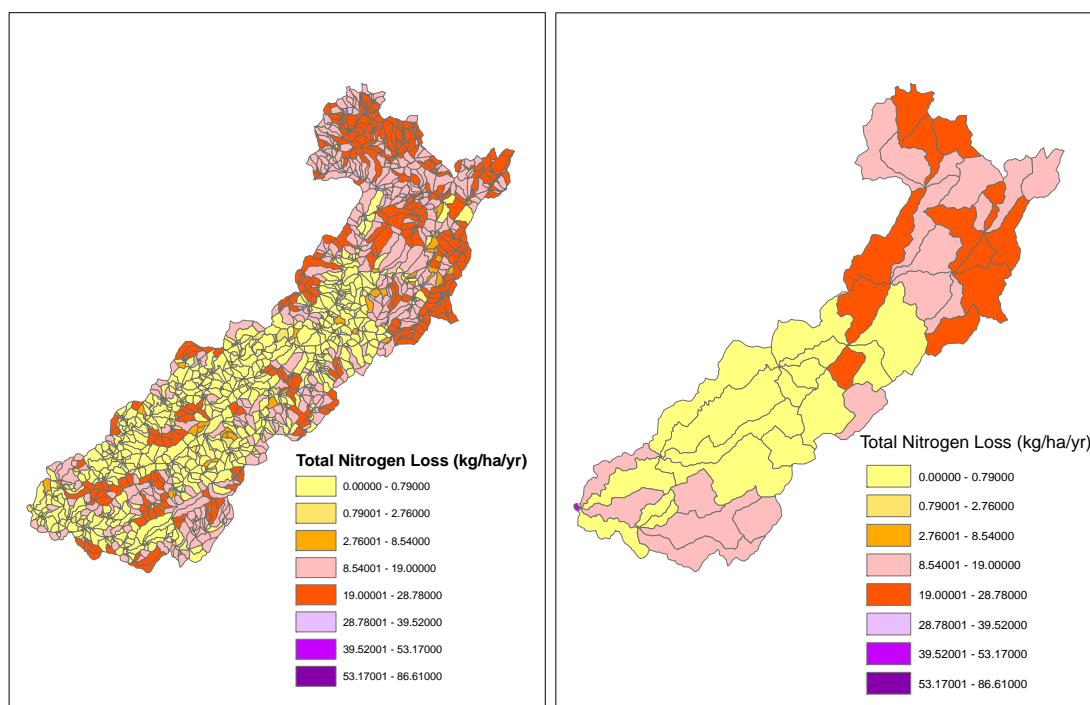 Total Nitrogen Loss (kg/ha/yr)
0.00000 - 0.79000
0.79001 - 2.76000
2.76001 - 8.54000
8.54001 - 19.00000
19.00001 - 28.78000
28.78001 - 39.52000
39.52001 - 53.17000
53.17001 - 86.61000
Total Nitrogen Loss (kg/ha/yr)
0.00000 - 0.79000
0.79001 - 2.76000
2.76001 - 8.54000
8.54001 - 19.00000
19.00001 - 28.78000
28.78001 - 39.52000
39.52001 - 53.17000
53.17001 - 86.61000